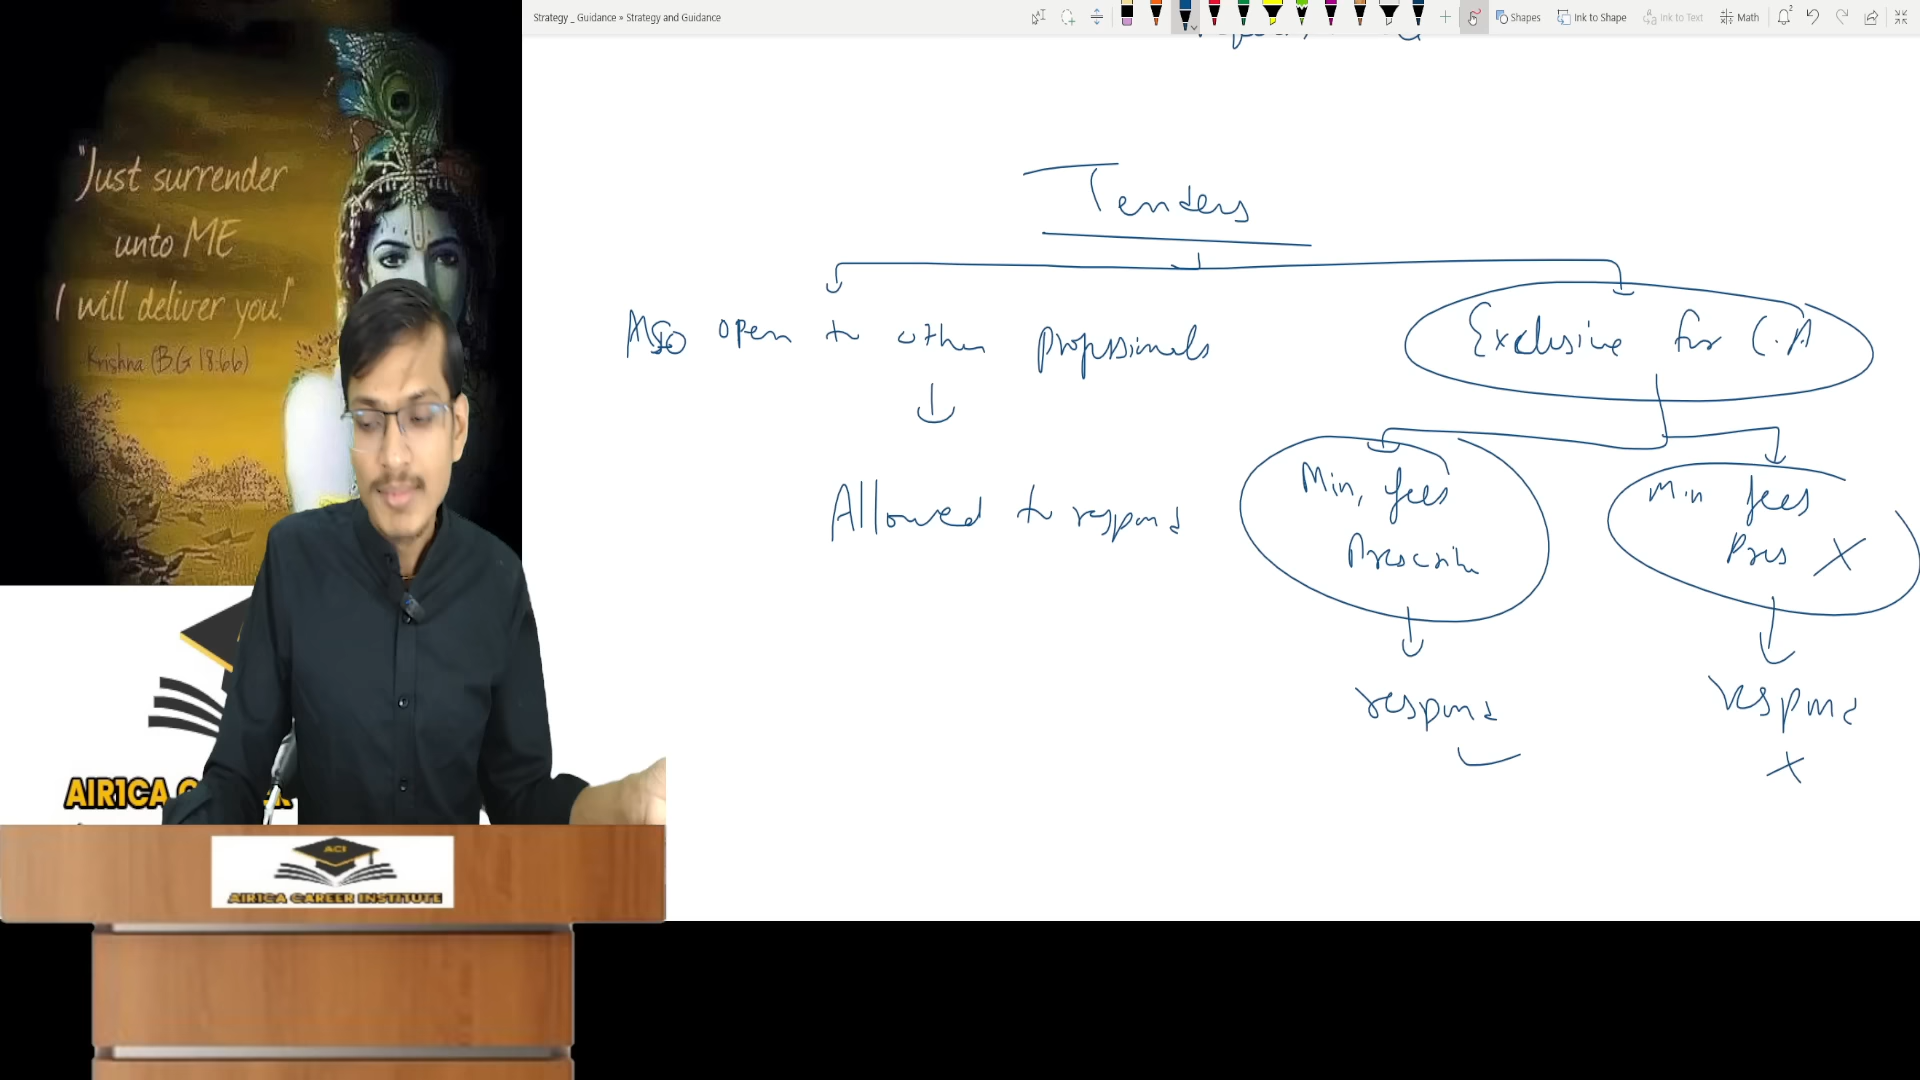 Strategy _ Guidance » Strategy and Guidance
Shapes
Ink to Shape
Ink to Text
Math
"Just surrender
unto ME
I will deliver you!"
Krishna (B.G 18:66)
Tenders
Also open to other professionals
Exclusive for C.A
Allowed to respond
Min, fees
Prescribe
Min fees
Pres X
respond
respond
X
AIR1CA
ACI
AIR1CA CAREER INSTITUTE